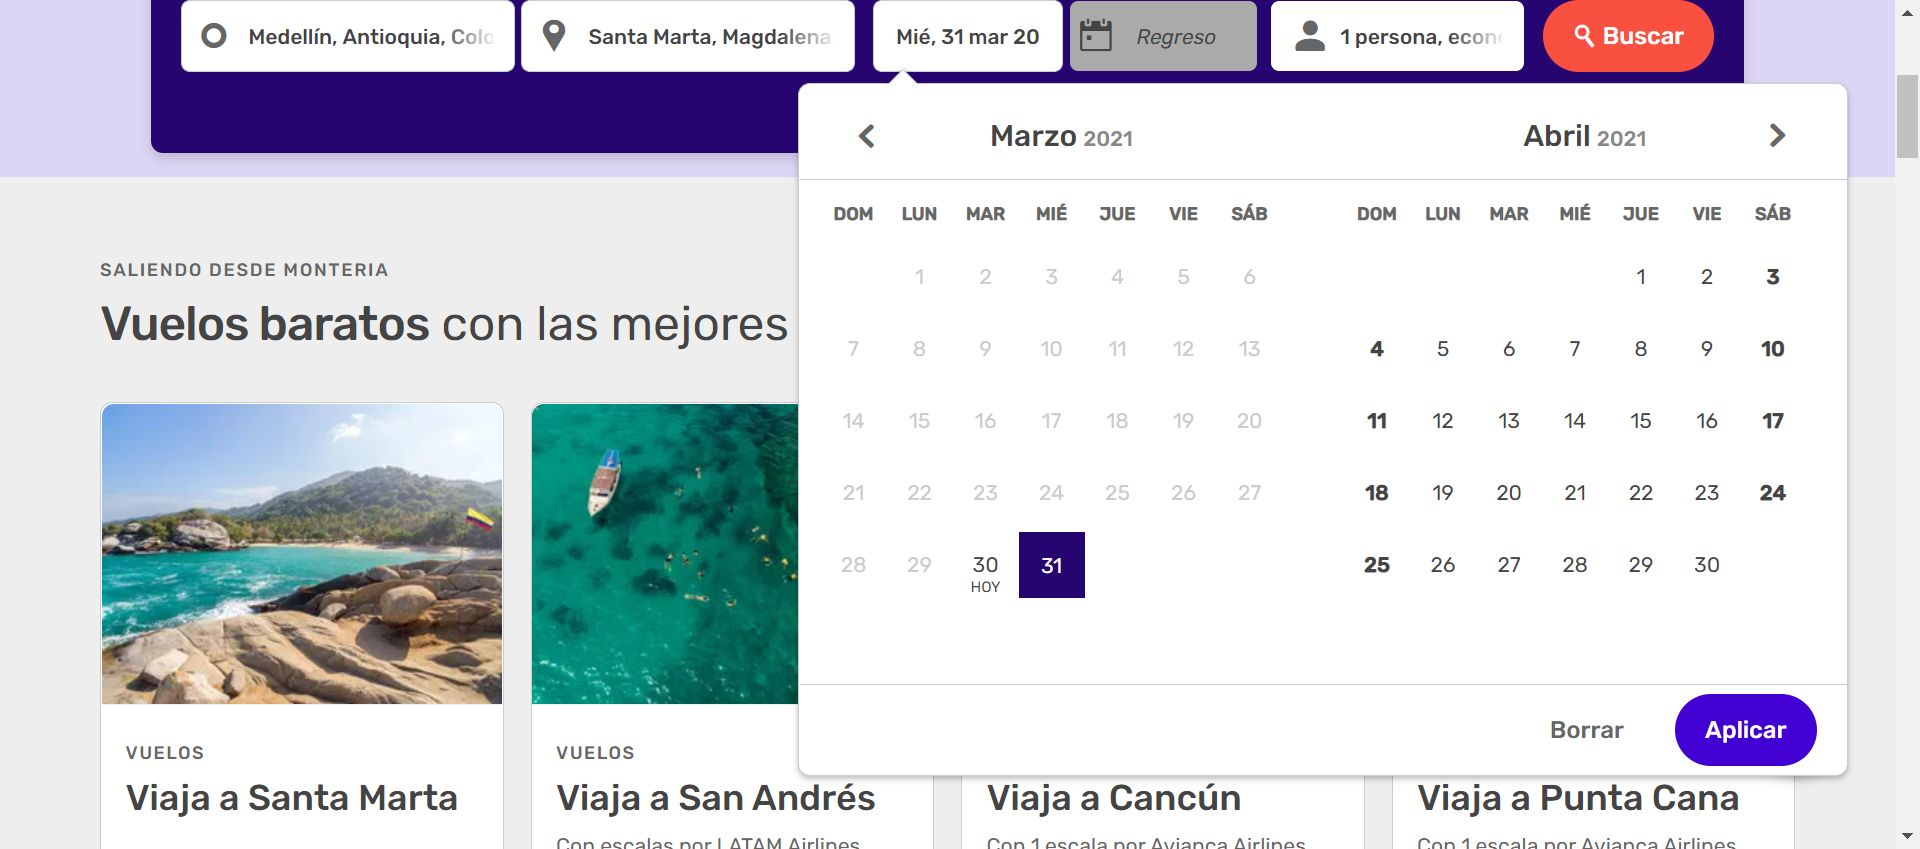 Medellín, Antioquia, Colo
Santa Marta, Magdalena
Mié, 31 mar 20
Regreso
1 persona, econ
Buscar
Marzo 2021
Abril 2021
DOM LUN MAR MIÉ JUE VIE SÁB
1 2 3 4 5 6
7 8 9 10 11 12 13
14 15 16 17 18 19 20
21 22 23 24 25 26 27
28 29 30 31
HOY
DOM LUN MAR MIÉ JUE VIE SÁB
1 2 3
4 5 6 7 8 9 10
11 12 13 14 15 16 17
18 19 20 21 22 23 24
25 26 27 28 29 30
Borrar
Aplicar
SALIENDO DESDE MONTERIA
Vuelos baratos con las mejores
VUELOS
Viaja a Santa Marta
VUELOS
Viaja a San Andrés
Con escalas por LATAM Airlines
Viaja a Cancún
Con 1 escala por Avianca Airlines
Viaja a Punta Cana
Con 1 escala por Avianca Airlines